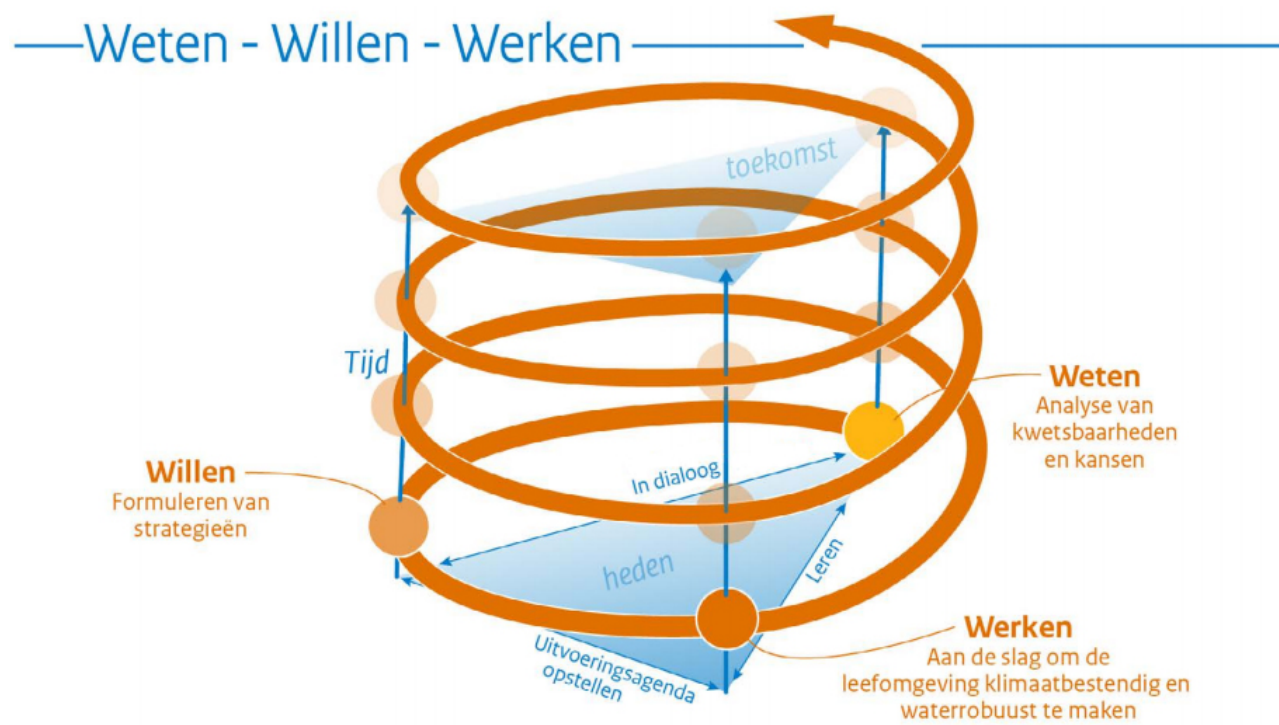 Weten - Willen - Werken
toekomst
Tijd
Weten
Analyse van
kwetsbaarheden
en kansen
Willen
Formuleren van
strategieën
In dialoog
heden
Leren
Uitvoeringsagenda
opstellen
Werken
Aan de slag om de
leefomgeving klimaatbestendig en
waterrobuust te maken